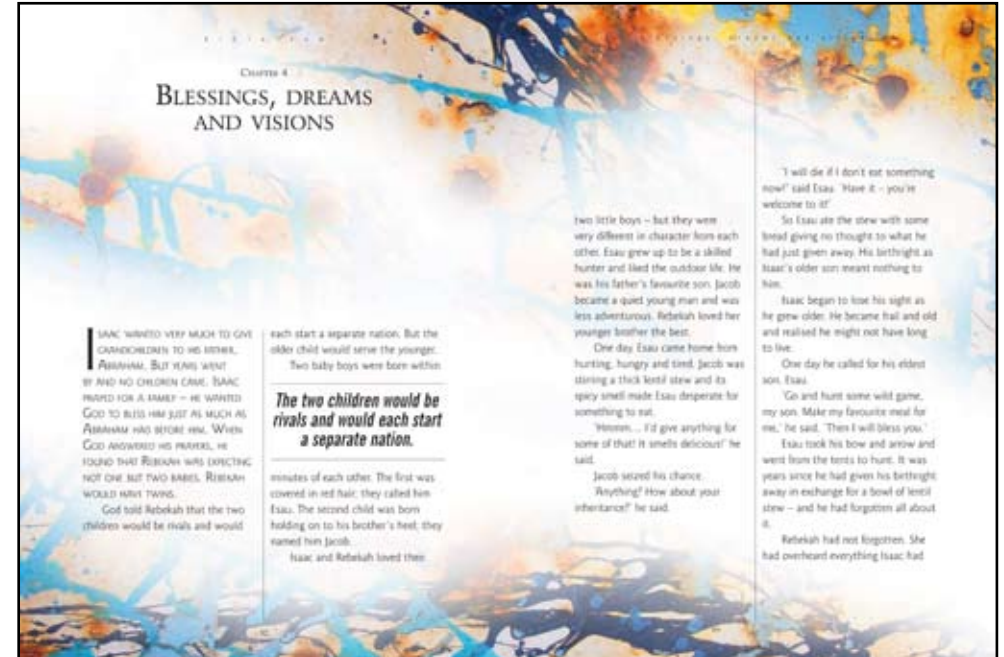 CHAPTER 4
BLESSINGS, DREAMS
AND VISIONS
ISAAC WANTED VERY MUCH TO GIVE
GRANDCHILDREN TO HIS FATHER,
ABRAHAM. BUT YEARS WENT
BY AND NO CHILDREN CAME. ISAAC
PRAYED FOR A FAMILY – HE WANTED
GOD TO BLESS HIM JUST AS MUCH AS
ABRAHAM HAD BEFORE HIM. WHEN
GOD ANSWERED HIS PRAYERS, HE
FOUND THAT REBEKAH WAS EXPECTING
NOT ONE BUT TWO BABIES. REBEKAH
WOULD HAVE TWINS.
God told Rebekah that the two
children would be rivals and would
each start a separate nation. But the
older child would serve the younger.
Two baby boys were born within
The two children would be
rivals and would each start
a separate nation.
minutes of each other. The first was
covered in red hair; they called him
Esau. The second child was born
holding on to his brother's heel; they
named him Jacob.
Isaac and Rebekah loved their
two little boys – but they were
very different in character from each
other. Esau grew up to be a skilled
hunter and liked the outdoor life. He
was his father's favourite son. Jacob
became a quiet young man and was
less adventurous. Rebekah loved her
younger brother the best.
One day, Esau came home from
hunting, hungry and tired. Jacob was
stirring a thick lentil stew and its
spicy smell made Esau desperate for
something to eat.
'Hmmm... I'd give anything for
some of that! It smells delicious!' he
said.
Jacob seized his chance.
'Anything? How about your
inheritance?' he said.
'I will die if I don't eat something
now!' said Esau. 'Have it – you're
welcome to it!'
So Esau ate the stew with some
bread giving no thought to what he
had just given away. His birthright as
Isaac's older son meant nothing to
him.
Isaac began to lose his sight as
he grew older. He became frail and old
and realised he might not have long
to live.
One day he called for his eldest
son, Esau.
'Go and hunt some wild game,
my son. Make my favourite meal for
me,' he said. 'Then I will bless you.'
Esau took his bow and arrow and
went from the tents to hunt. It was
years since he had given his birthright
away in exchange for a bowl of lentil
stew – and he had forgotten all about
it.
Rebekah had not forgotten. She
had overheard everything Isaac had